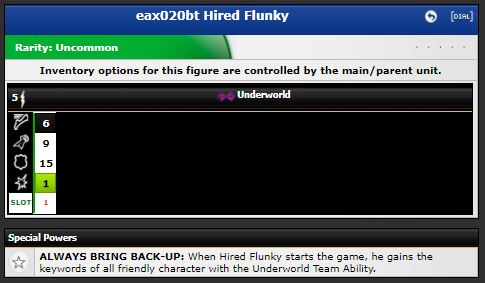 eax020bt Hired Flunky
[DIAL]
Rarity: Uncommon
Inventory options for this figure are controlled by the main/parent unit.
5
Underworld
6
9
15
1
SLOT 1
Special Powers
ALWAYS BRING BACK-UP: When Hired Flunky starts the game, he gains the
keywords of all friendly character with the Underworld Team Ability.